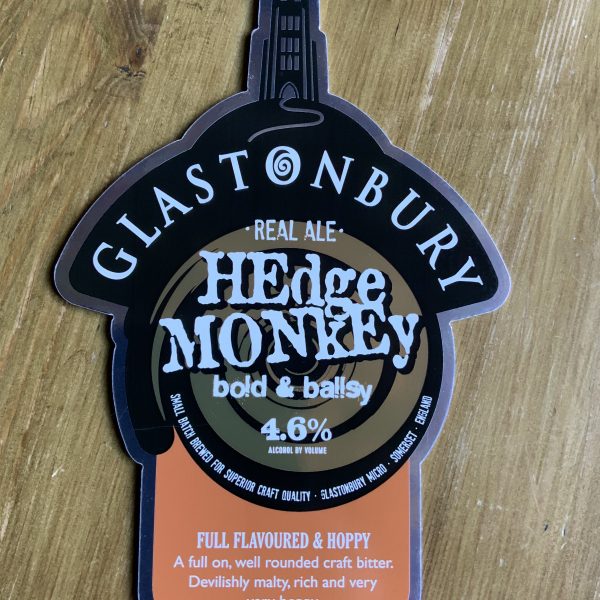 GLASTONBURY
· REAL ALE ·
HEdge
MONkEy
bold & ballsy
4.6%
ALCOHOL BY VOLUME
SMALL BATCH BREWED FOR SUPERIOR CRAFT QUALITY · GLASTONBURY MICRO · SOMERSET · ENGLAND
FULL FLAVOURED & HOPPY
A full on, well rounded craft bitter.
Devilishly malty, rich and very